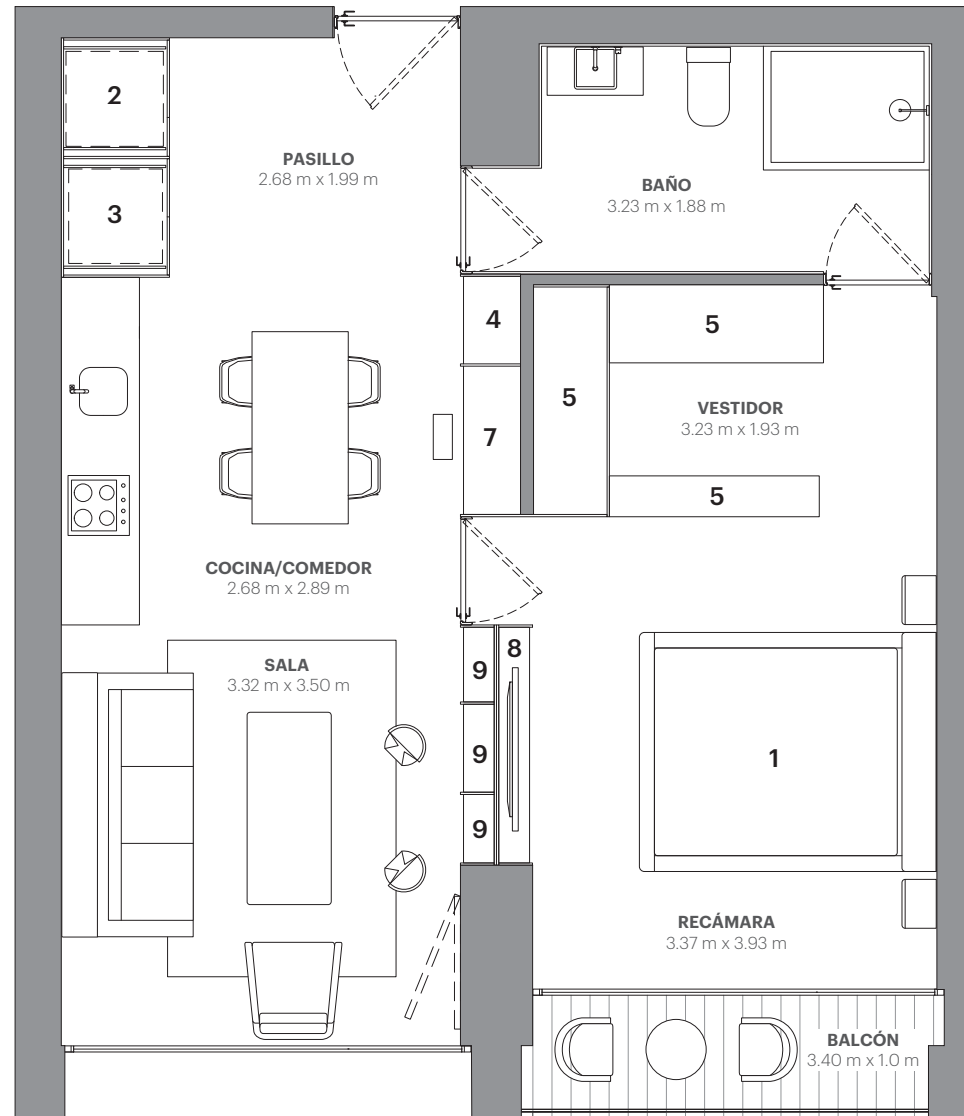 2
PASILLO
2.68 m x 1.99 m
BAÑO
3.23 m x 1.88 m
3
4
5
5
VESTIDOR
3.23 m x 1.93 m
7
5
COCINA/COMEDOR
2.68 m x 2.89 m
SALA
3.32 m x 3.50 m
9
8
9
1
9
RECÁMARA
3.37 m x 3.93 m
BALCÓN
3.40 m x 1.0 m